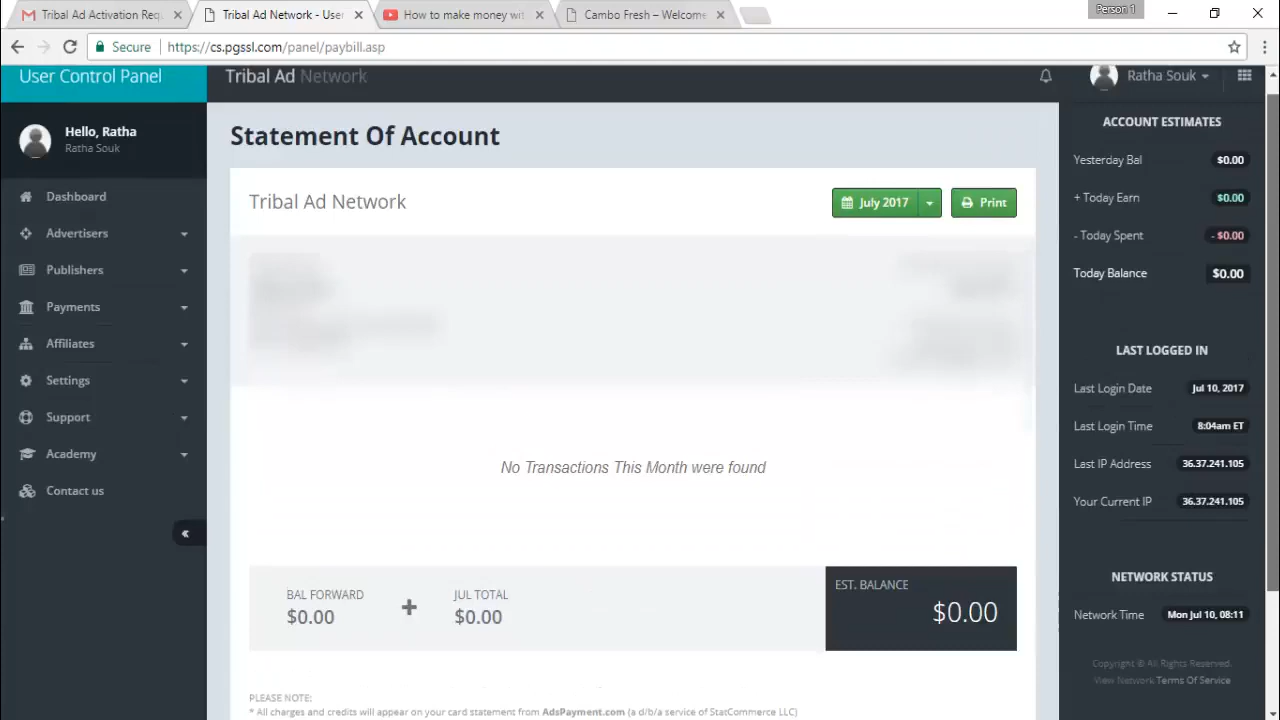 Tribal Ad Activation Req
Tribal Ad Network - User
How to make money wit
Cambo Fresh – Welcome
Person 1
Secure
https://cs.pgssl.com/panel/paybill.asp
User Control Panel
Tribal Ad Network
Ratha Souk
Hello, Ratha
Ratha Souk
Dashboard
Advertisers
Publishers
Payments
Affiliates
Settings
Support
Academy
Contact us
Statement Of Account
Tribal Ad Network
July 2017
Print
No Transactions This Month were found
BAL FORWARD
$0.00
+
JUL TOTAL
$0.00
EST. BALANCE
$0.00
PLEASE NOTE:
* All charges and credits will appear on your card statement from AdsPayment.com (a d/b/a service of StatCommerce LLC)
ACCOUNT ESTIMATES
Yesterday Bal $0.00
+ Today Earn $0.00
- Today Spent - $0.00
Today Balance $0.00
LAST LOGGED IN
Last Login Date Jul 10, 2017
Last Login Time 8:04am ET
Last IP Address 36.37.241.105
Your Current IP 36.37.241.105
NETWORK STATUS
Network Time Mon Jul 10, 08:11
Copyright © All Rights Reserved.
View Network Terms Of Service